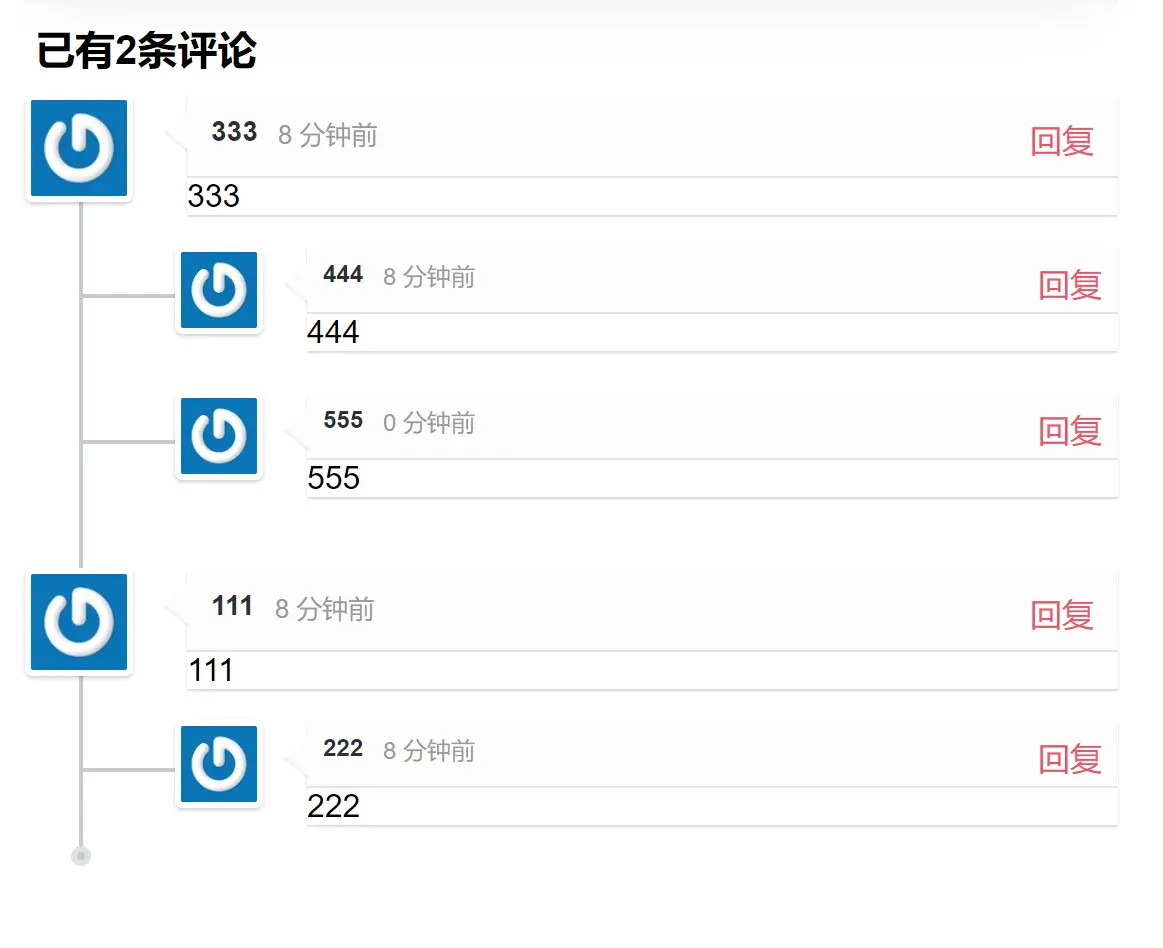 已有2条评论
333 8 分钟前 回复
333
444 8 分钟前 回复
444
555 0 分钟前 回复
555
111 8 分钟前 回复
111
222 8 分钟前 回复
222